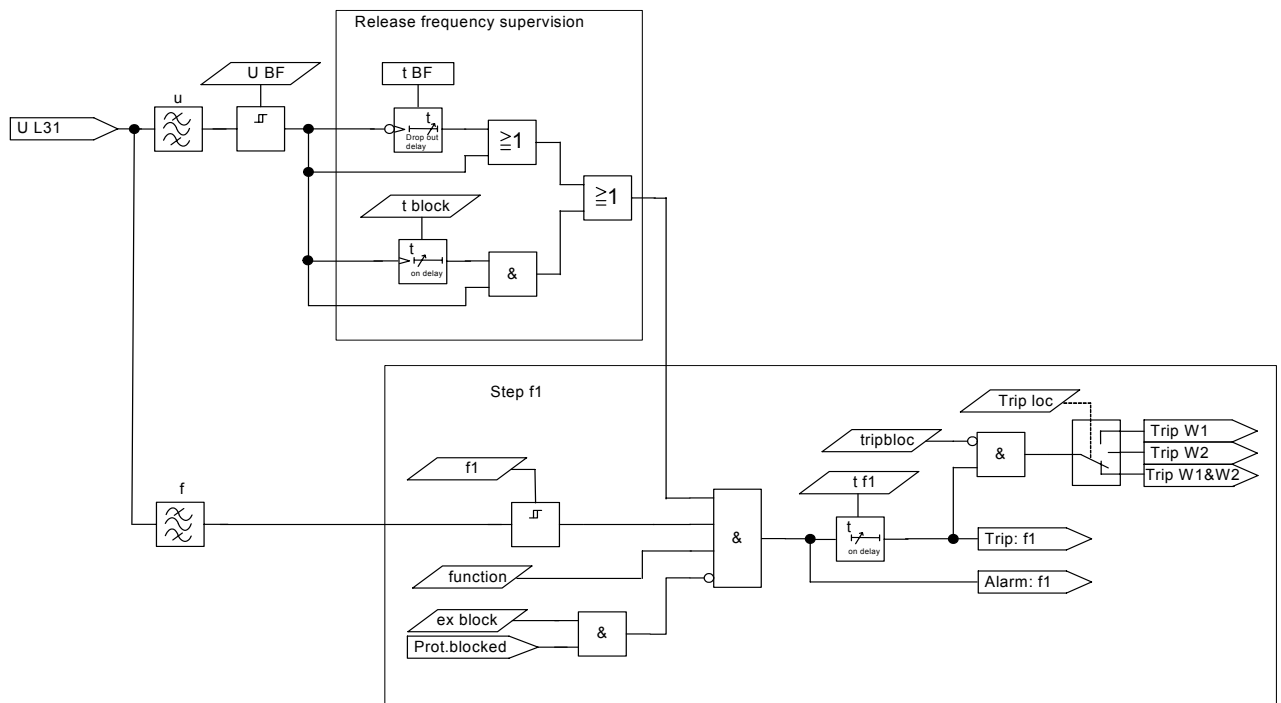 Release frequency supervision
U BF
t BF
u
U L31
t
Drop out
delay
≧1
≧1
t block
t
on delay
&
Step f1
Trip loc
Trip W1
tripbloc
&
Trip W2
f1
Trip W1&W2
t f1
f
t
on delay
&
Trip: f1
function
Alarm: f1
ex block
&
Prot.blocked